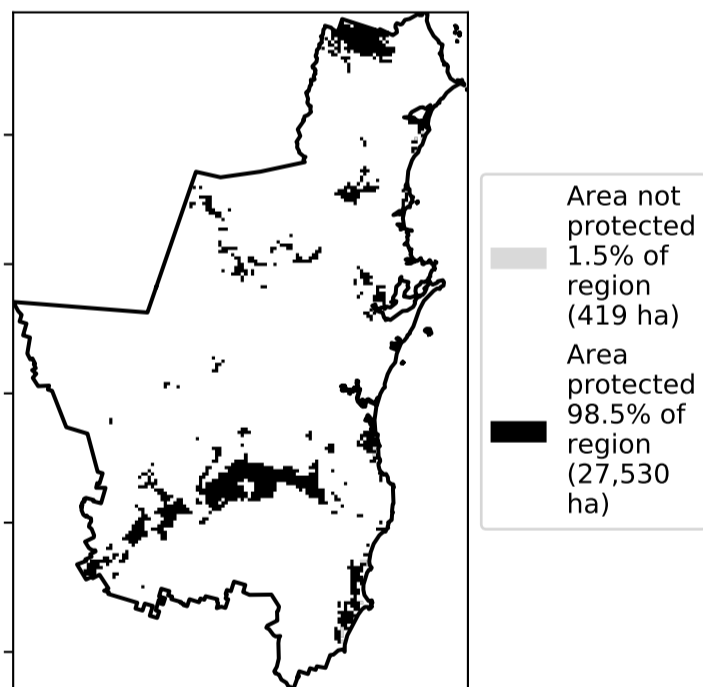 Area not
protected
1.5% of
region
(419 ha)
Area
protected
98.5% of
region
(27,530
ha)